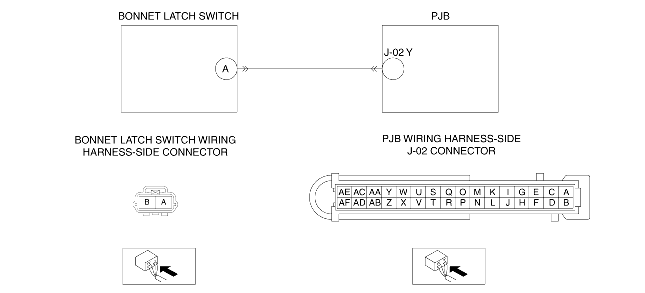 BONNET LATCH SWITCH
PJB
A
J-02 Y
BONNET LATCH SWITCH WIRING
HARNESS-SIDE CONNECTOR
PJB WIRING HARNESS-SIDE
J-02 CONNECTOR
B A
AE AC AA Y W U S Q O M K I G E C A
AF AD AB Z X V T R P N L J H F D B